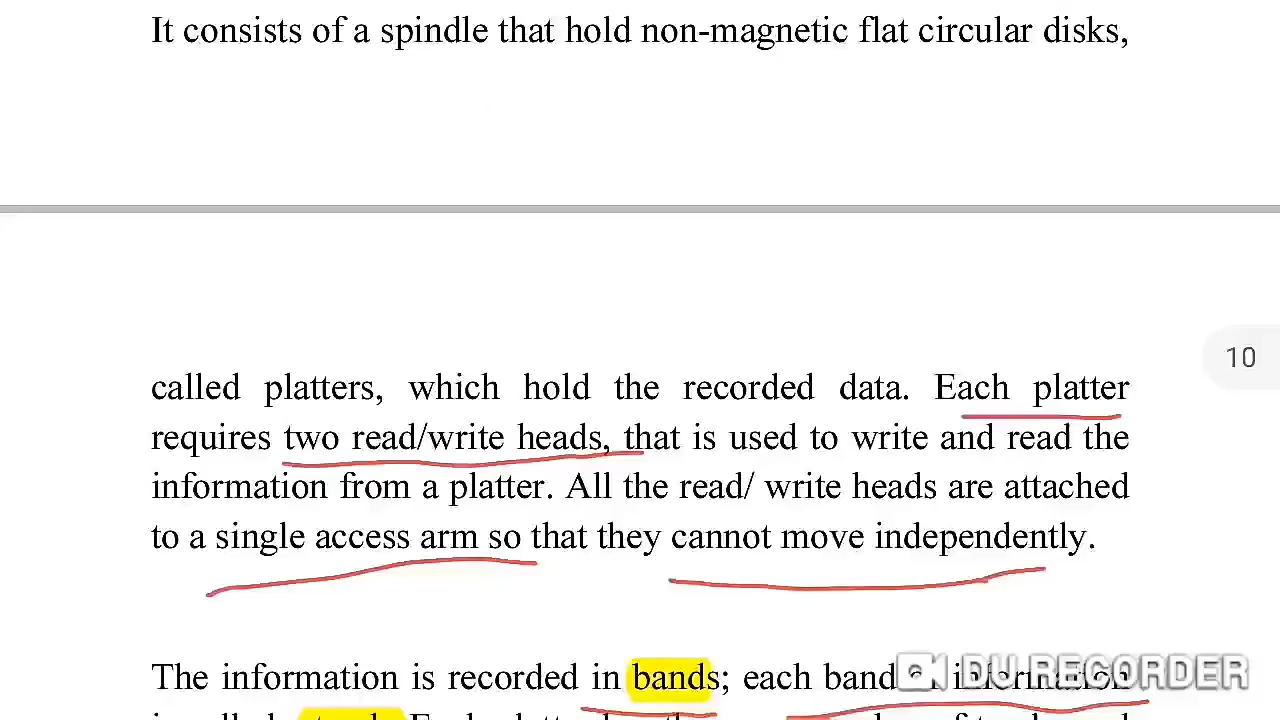 It consists of a spindle that hold non-magnetic flat circular disks,
10
called platters, which hold the recorded data. Each platter
requires two read/write heads, that is used to write and read the
information from a platter. All the read/ write heads are attached
to a single access arm so that they cannot move independently.
The information is recorded in bands; each band of information
DU RECORDER